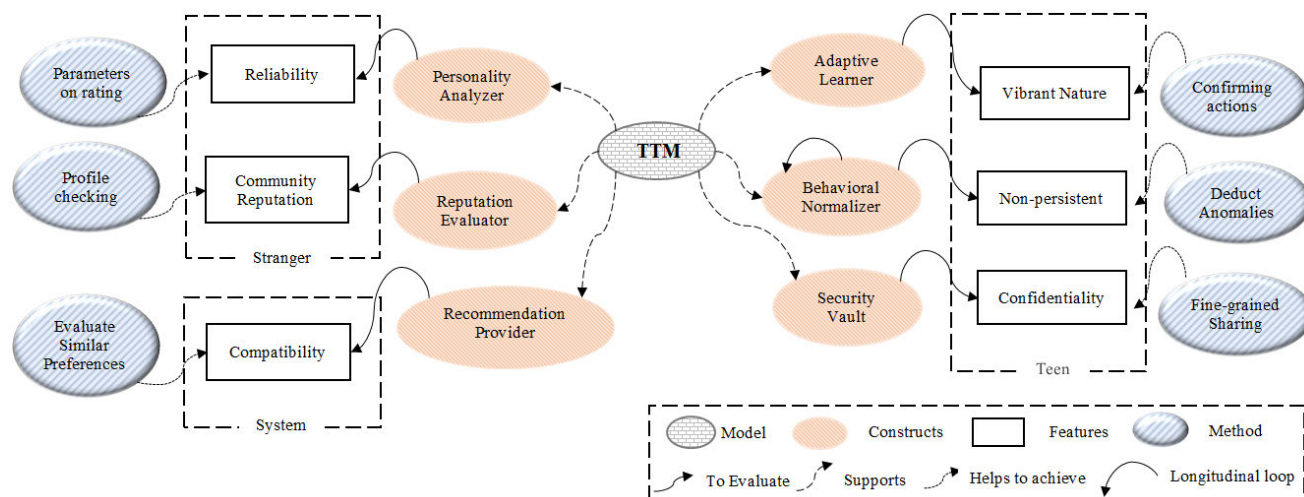 Parameters
on rating
Reliability
Personality
Analyzer
Adaptive
Learner
Vibrant Nature
Confirming
actions
TTM
Profile
checking
Community
Reputation
Reputation
Evaluator
Behavioral
Normalizer
Non-persistent
Deduct
Anomalies
Stranger
Evaluate
Similar
Preferences
Compatibility
Recommendation
Provider
Security
Vault
Confidentiality
Fine-grained
Sharing
System
Teen
Model
Constructs
Features
Method
To Evaluate
Supports
Helps to achieve
Longitudinal loop